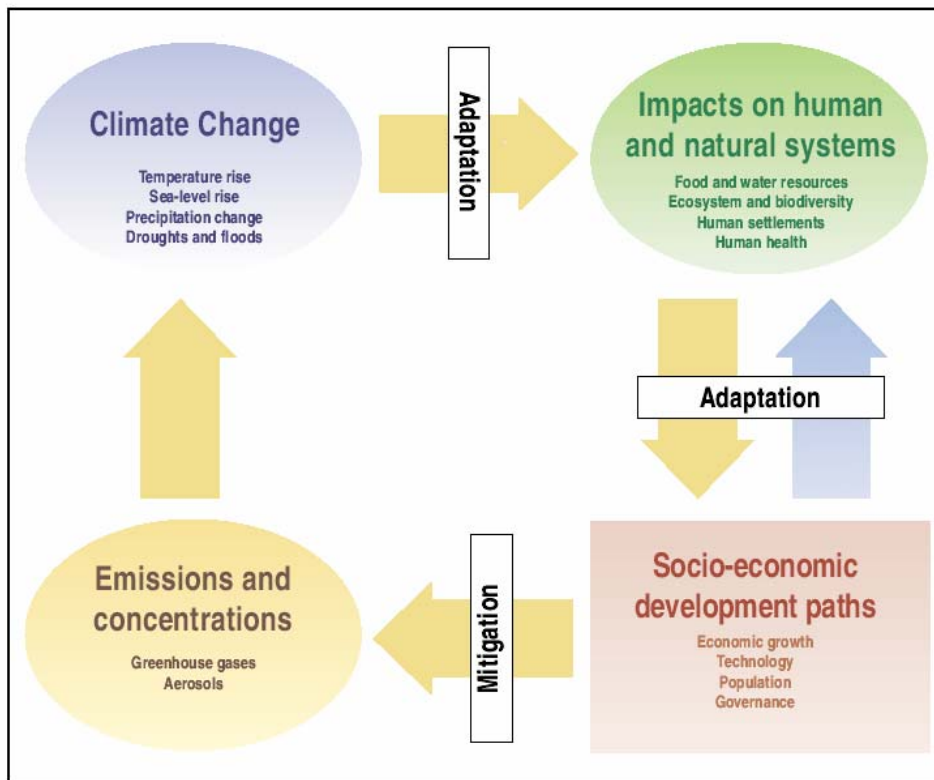 Climate Change
Temperature rise
Sea-level rise
Precipitation change
Droughts and floods
Adaptation
Impacts on human
and natural systems
Food and water resources
Ecosystem and biodiversity
Human settlements
Human health
Adaptation
Emissions and
concentrations
Greenhouse gases
Aerosols
Mitigation
Socio-economic
development paths
Economic growth
Technology
Population
Governance